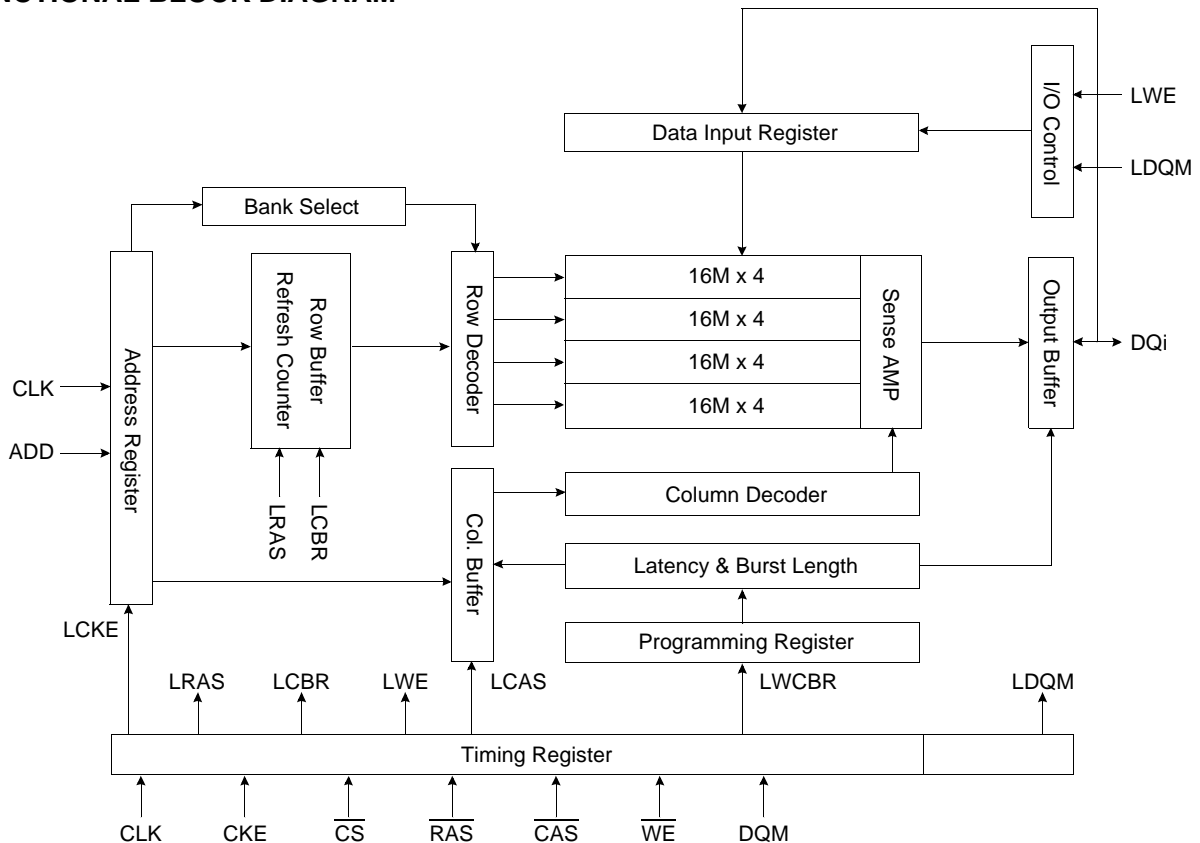 I/O Control
LWE
LDQM
Data Input Register
Bank Select
CLK
ADD
Address Register
Row Buffer
Refresh Counter
LRAS
LCBR
Row Decoder
16M x 4
16M x 4
16M x 4
16M x 4
Sense AMP
Output Buffer
DQi
Col. Buffer
Column Decoder
Latency & Burst Length
Programming Register
LCKE
LRAS
LCBR
LWE
LCAS
LWCBR
LDQM
Timing Register
CLK
CKE
CS
RAS
CAS
WE
DQM